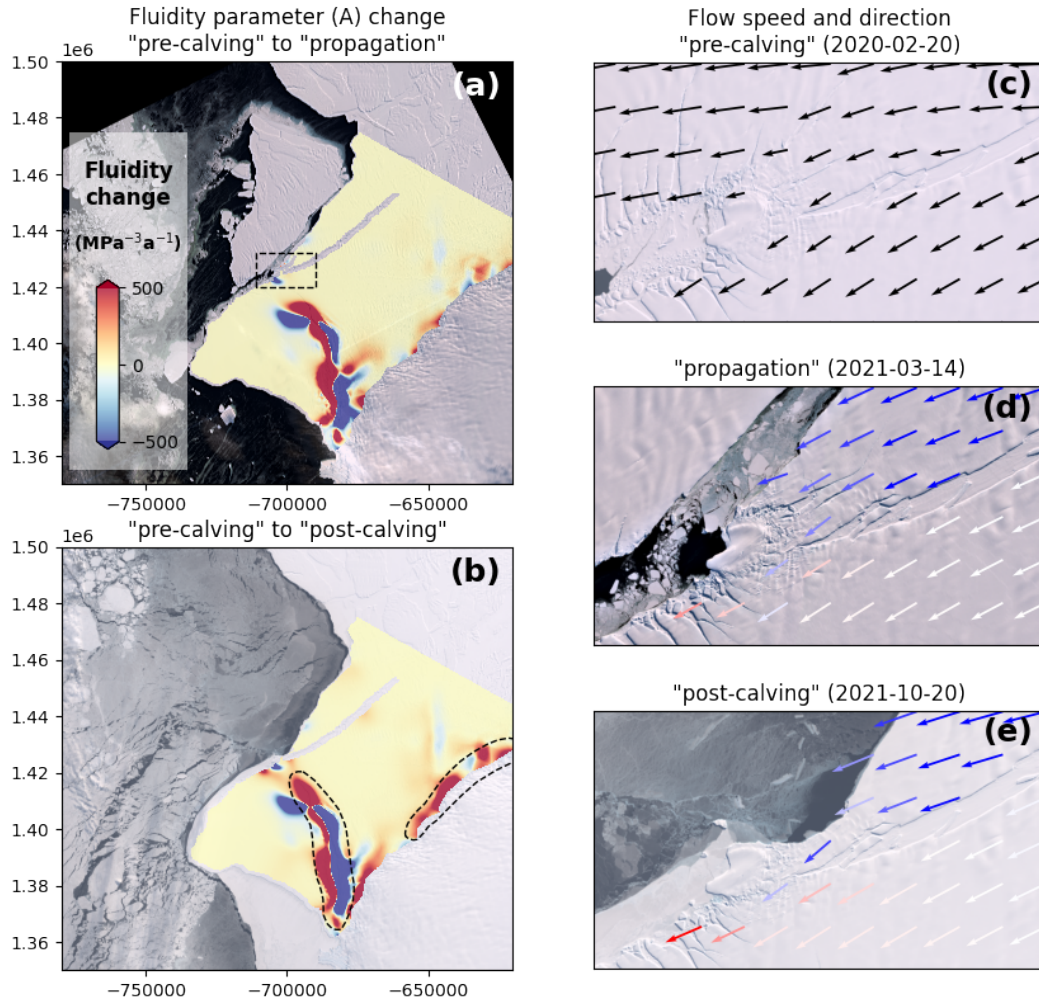 Fluidity parameter (A) change
"pre-calving" to "propagation"
1e6
(a)
1.50
1.48
1.46
1.44
1.42
1.40
1.38
1.36
Fluidity
change
(MPa⁻³a⁻¹)
500
0
−500
−750000
−700000
−650000
"pre-calving" to "post-calving"
1e6
(b)
1.50
1.48
1.46
1.44
1.42
1.40
1.38
1.36
−750000
−700000
−650000
Flow speed and direction
"pre-calving" (2020-02-20)
(c)
"propagation" (2021-03-14)
(d)
"post-calving" (2021-10-20)
(e)